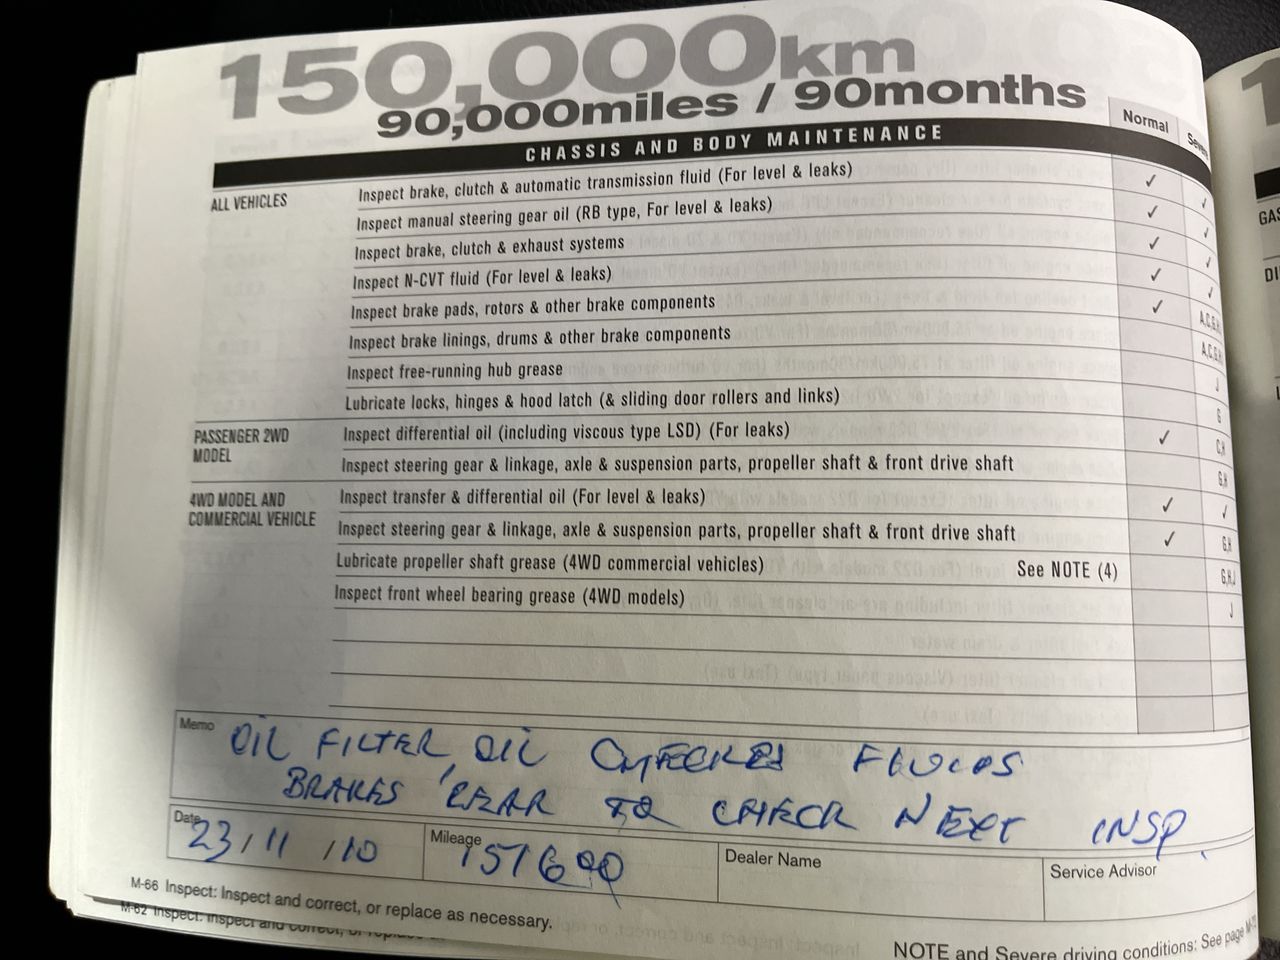 150,000km
90,000miles / 90months
CHASSIS AND BODY MAINTENANCE
Normal
ALL VEHICLES
Inspect brake, clutch & automatic transmission fluid (For level & leaks) ✓ ✓
Inspect manual steering gear oil (RB type, For level & leaks) ✓ ✓
Inspect brake, clutch & exhaust systems ✓ ✓
Inspect N-CVT fluid (For level & leaks) ✓ ✓
Inspect brake pads, rotors & other brake components ✓ A,C,G,H
Inspect brake linings, drums & other brake components A,C,G,H
Inspect free-running hub grease J
Lubricate locks, hinges & hood latch (& sliding door rollers and links) G
PASSENGER 2WD
MODEL
Inspect differential oil (including viscous type LSD) (For leaks) ✓ C,H
Inspect steering gear & linkage, axle & suspension parts, propeller shaft & front drive shaft G,H
4WD MODEL AND
COMMERCIAL VEHICLE
Inspect transfer & differential oil (For level & leaks) ✓ ✓
Inspect steering gear & linkage, axle & suspension parts, propeller shaft & front drive shaft ✓ G,H
Lubricate propeller shaft grease (4WD commercial vehicles) See NOTE (4) G,H,J
Inspect front wheel bearing grease (4WD models) J
Memo
OIL FILTER, OIL CHECKED FLUIDS
BRAKES REAR TO CHECK NEXT INSP.
Date
23/11/10
Mileage
Dealer Name
Service Advisor
M-66 Inspect: Inspect and correct, or replace as necessary.
NOTE and Severe driving conditions: See page
M-62 Inspect: Inspect and correct, or